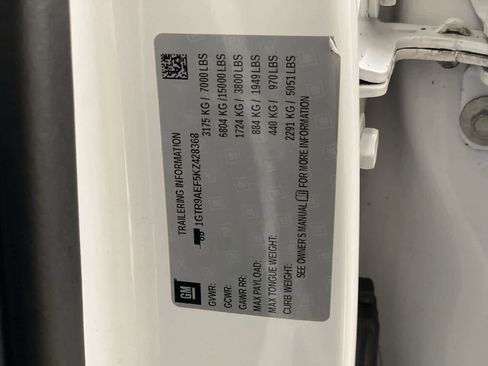 GM
TRAILERING INFORMATION
1GTR9AEF5KZ428368
GVWR: 3175 KG / 7000 LBS
GCWR: 6804 KG /15000 LBS
GAWR RR: 1724 KG / 3800 LBS
MAX PAYLOAD: 884 KG / 1949 LBS
MAX TONGUE WEIGHT: 440 KG / 970 LBS
CURB WEIGHT: 2291 KG / 5051 LBS
SEE OWNER'S MANUAL FOR MORE INFORMATION